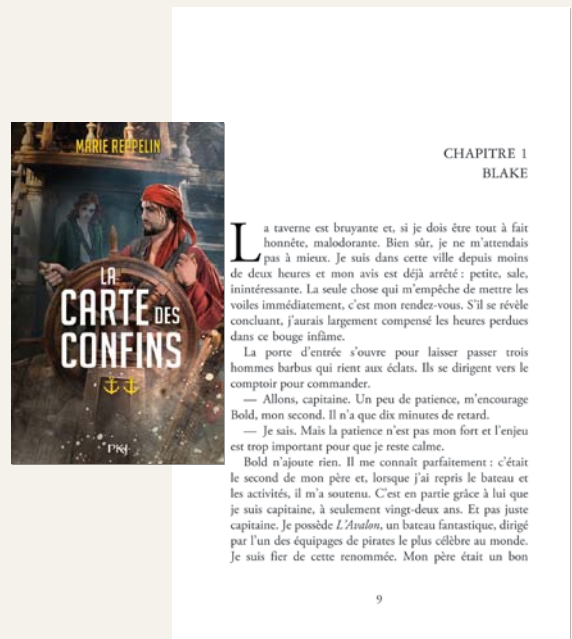 MARIE REPPELIN
LA
CARTE DES
CONFINS
PKJ
CHAPITRE 1
BLAKE
La taverne est bruyante et, si je dois être tout à fait
honnête, malodorante. Bien sûr, je ne m'attendais
pas à mieux. Je suis dans cette ville depuis moins
de deux heures et mon avis est déjà arrêté : petite, sale,
inintéressante. La seule chose qui m'empêche de mettre les
voiles immédiatement, c'est mon rendez-vous. S'il se révèle
concluant, j'aurais largement compensé les heures perdues
dans ce bouge infâme.
La porte d'entrée s'ouvre pour laisser passer trois
hommes barbus qui rient aux éclats. Ils se dirigent vers le
comptoir pour commander.
— Allons, capitaine. Un peu de patience, m'encourage
Bold, mon second. Il n'a que dix minutes de retard.
— Je sais. Mais la patience n'est pas mon fort et l'enjeu
est trop important pour que je reste calme.
Bold n'ajoute rien. Il me connaît parfaitement : c'était
le second de mon père et, lorsque j'ai repris le bateau et
les activités, il m'a soutenu. C'est en partie grâce à lui que
je suis capitaine, à seulement vingt-deux ans. Et pas juste
capitaine. Je possède L'Avalon, un bateau fantastique, dirigé
par l'un des équipages de pirates le plus célèbre au monde.
Je suis fier de cette renommée. Mon père était un bon
9